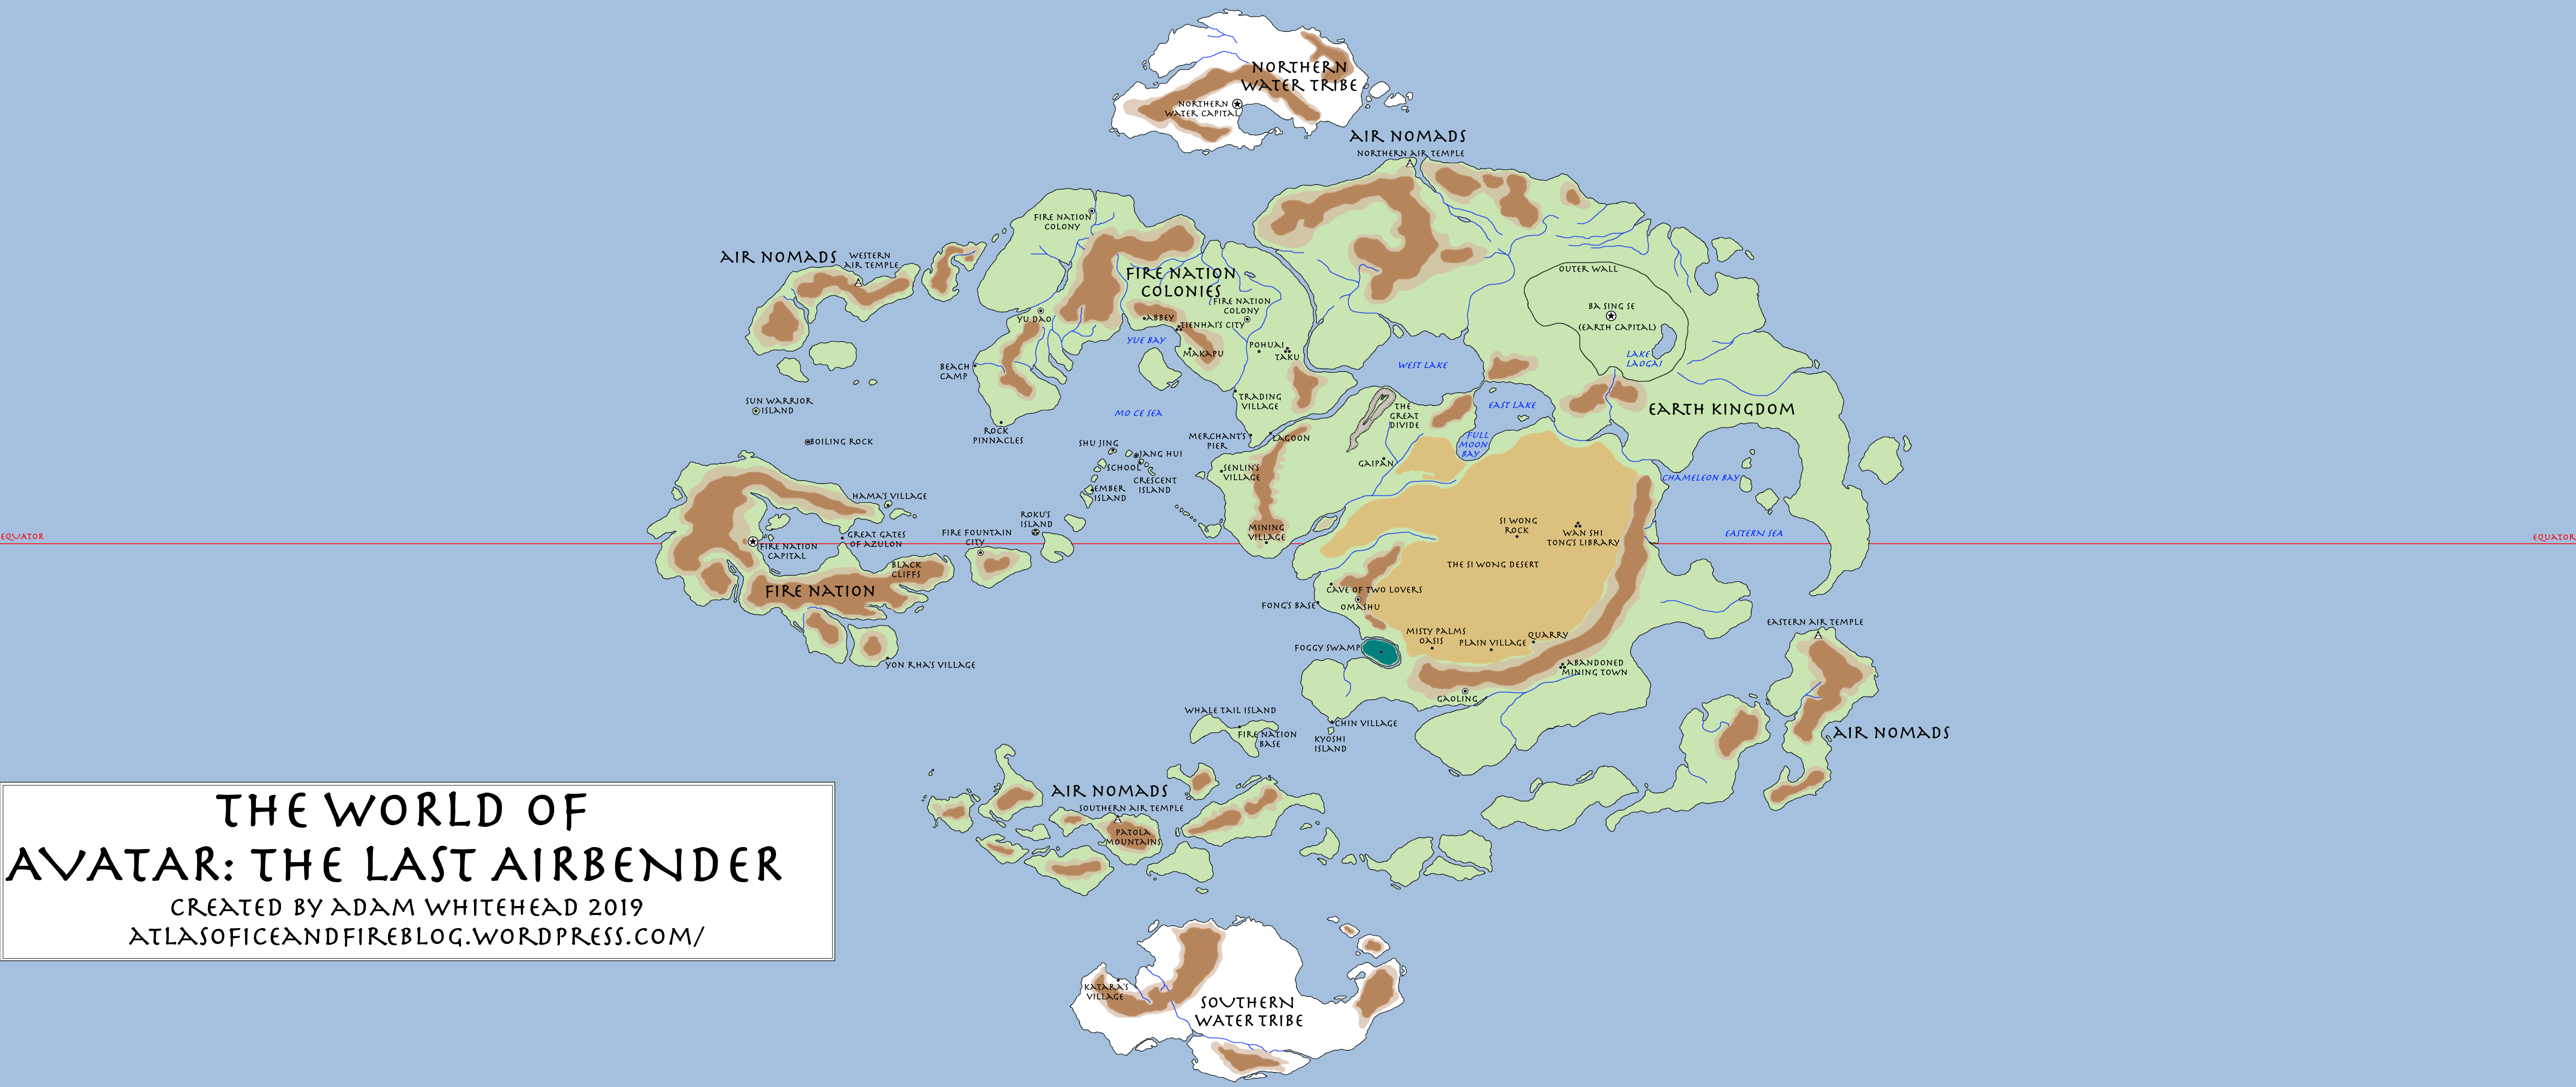 NORTHERN
WATER TRIBE
NORTHERN
WATER CAPITAL
AIR NOMADS
NORTHERN AIR TEMPLE
FIRE NATION
COLONY
AIR NOMADS
WESTERN
AIR TEMPLE
FIRE NATION
COLONIES
FIRE NATION
COLONY
OUTER WALL
BA SING SE
(EARTH CAPITAL)
LAKE
LAOGAI
YU DAO
ABBEY
TIENHAI'S CITY
YUE BAY
MAKAPU
POHUAI
TAKU
WEST LAKE
BEACH
CAMP
TRADING
VILLAGE
SUN WARRIOR
ISLAND
MO CE SEA
THE
GREAT
DIVIDE
EAST LAKE
EARTH KINGDOM
ROCK
PINNACLES
BOILING ROCK
MERCHANT'S
PIER
LAGOON
FULL
MOON
BAY
SHU JING
JANG HUI
SCHOOL
CRESCENT
ISLAND
EMBER
ISLAND
SENLIN'S
VILLAGE
GAIPAN
CHAMELEON BAY
HAMA'S VILLAGE
ROKU'S
ISLAND
MINING
VILLAGE
SI WONG
ROCK
WAN SHI
TONG'S LIBRARY
EASTERN SEA
EQUATOR
EQUATOR
FIRE NATION
CAPITAL
GREAT GATES
OF AZULON
FIRE FOUNTAIN
CITY
BLACK
CLIFFS
FIRE NATION
THE SI WONG DESERT
CAVE OF TWO LOVERS
FONG'S BASE
OMASHU
MISTY PALMS
OASIS
PLAIN VILLAGE
QUARRY
FOGGY SWAMP
ABANDONED
MINING TOWN
GAOLING
EASTERN AIR TEMPLE
YON RHA'S VILLAGE
WHALE TAIL ISLAND
FIRE NATION
BASE
CHIN VILLAGE
KYOSHI
ISLAND
AIR NOMADS
AIR NOMADS
SOUTHERN AIR TEMPLE
PATOLA
MOUNTAINS
THE WORLD OF
AVATAR: THE LAST AIRBENDER
CREATED BY ADAM WHITEHEAD 2019
ATLASOFICEANDFIREBLOG.WORDPRESS.COM/
KATARA'S
VILLAGE
SOUTHERN
WATER TRIBE